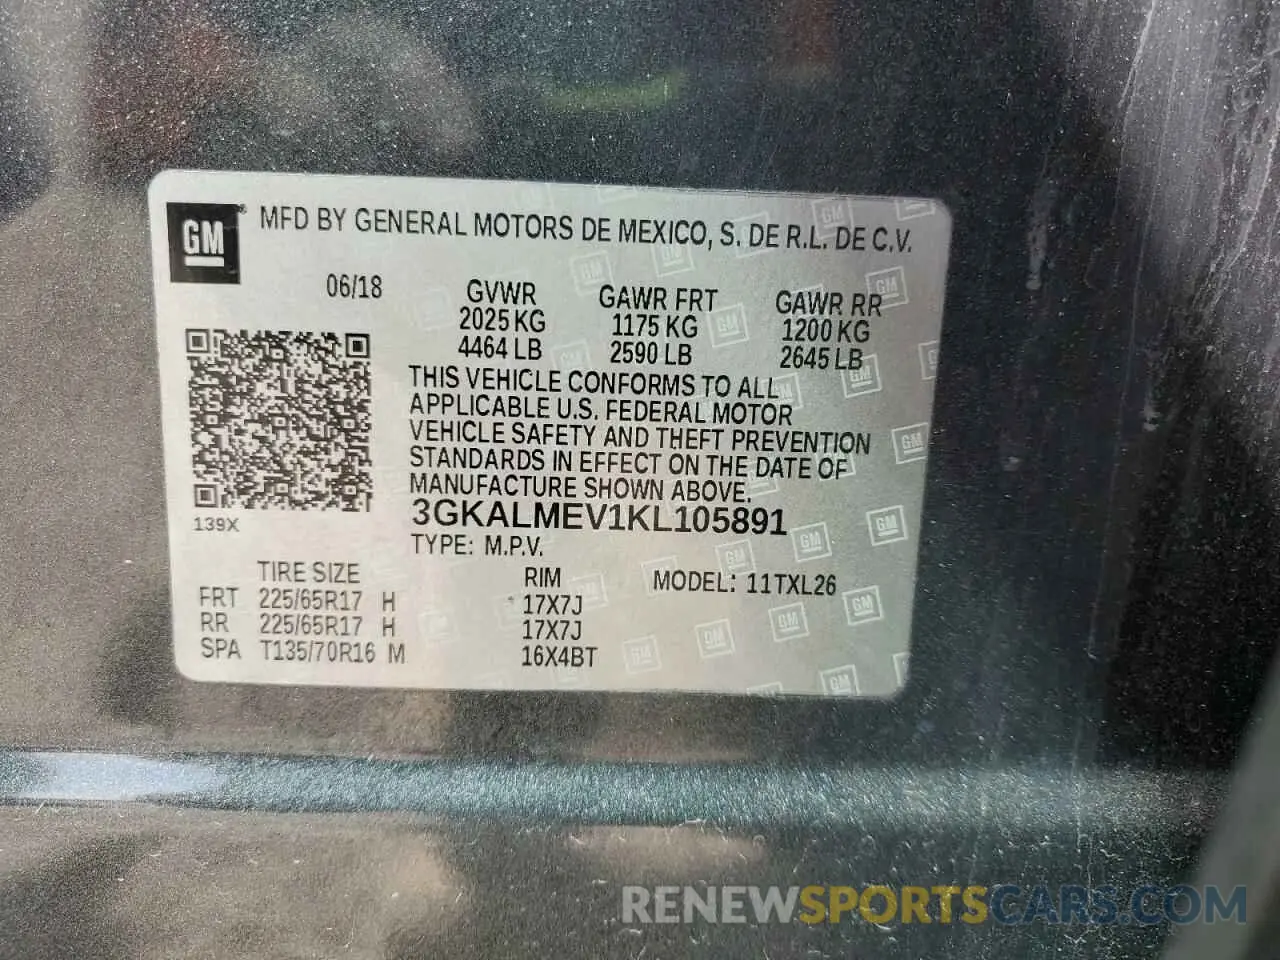 GM MFD BY GENERAL MOTORS DE MEXICO, S. DE R.L. DE C.V.
06/18 GVWR GAWR FRT GAWR RR
2025 KG 1175 KG 1200 KG
4464 LB 2590 LB 2645 LB
THIS VEHICLE CONFORMS TO ALL
APPLICABLE U.S. FEDERAL MOTOR
VEHICLE SAFETY AND THEFT PREVENTION
STANDARDS IN EFFECT ON THE DATE OF
MANUFACTURE SHOWN ABOVE.
139X
3GKALMEV1KL105891
TYPE: M.P.V.
TIRE SIZE RIM MODEL: 11TXL26
FRT 225/65R17 H 17X7J
RR 225/65R17 H 17X7J
SPA T135/70R16 M 16X4BT
RENEWSPORTSCARS.COM